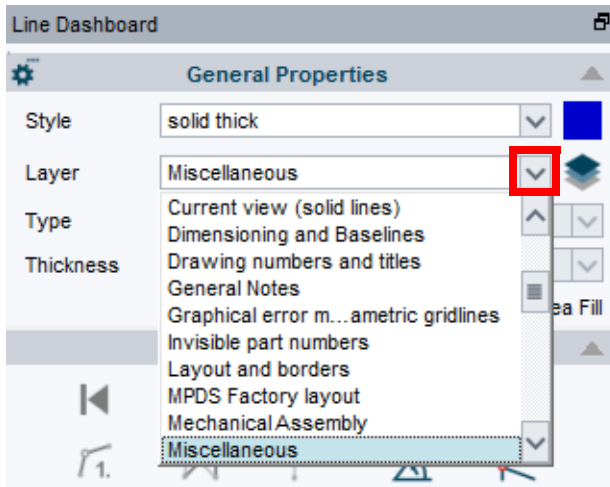 Line Dashboard
General Properties
Style solid thick
Layer Miscellaneous
Type
Thickness
Current view (solid lines)
Dimensioning and Baselines
Drawing numbers and titles
General Notes
Graphical error m...ametric gridlines
Invisible part numbers
Layout and borders
MPDS Factory layout
Mechanical Assembly
Miscellaneous
Fill
1.